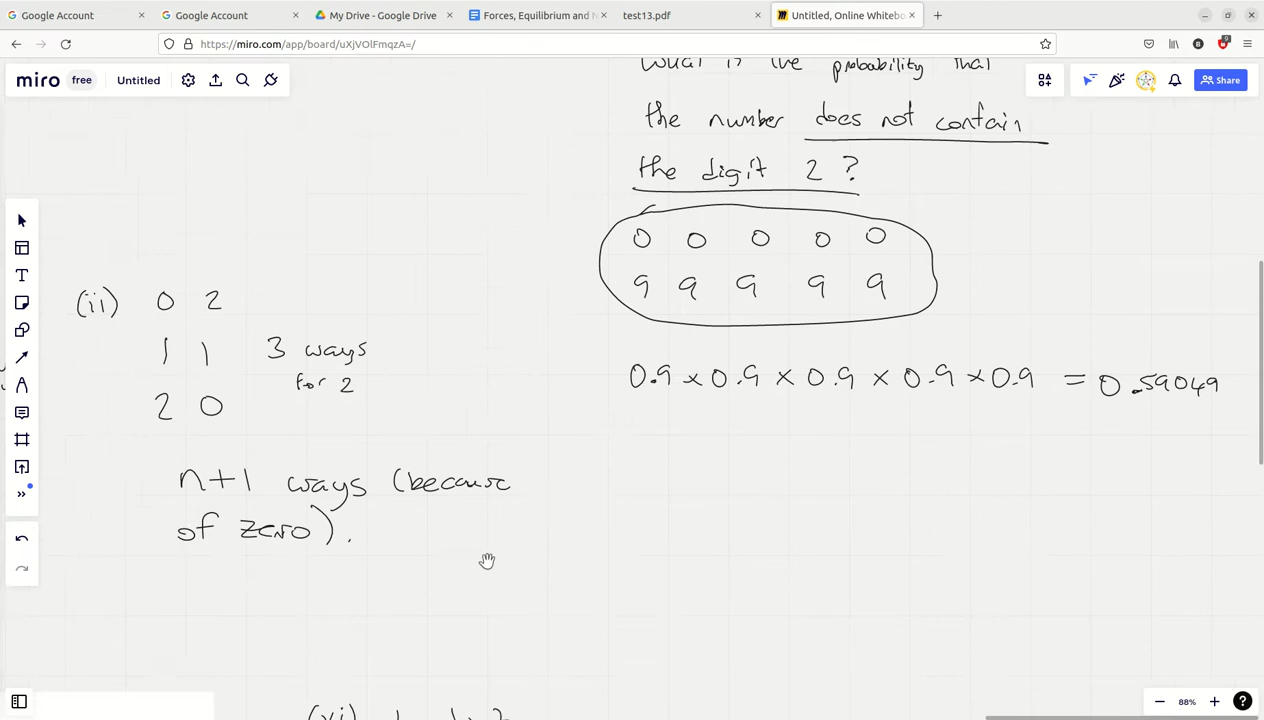 Google Account
Google Account
My Drive - Google Drive
Forces, Equilibrium and N
test13.pdf
Untitled, Online Whitebo
https://miro.com/app/board/uXjVOlFmqzA=/
miro
free
Untitled
Share
What is the probability that
the number does not contain
the digit 2 ?
0 0 0 0 0
9 9 9 9 9
0.9 × 0.9 × 0.9 × 0.9 × 0.9 = 0.59049
(ii) 0 2
1 1 3 ways
for 2
2 0
n+1 ways (because
of zero).
(vi)
88%